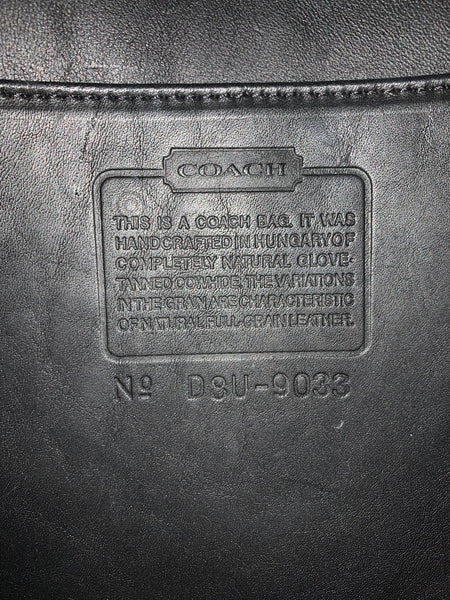 COACH
THIS IS A COACH BAG. IT WAS
HANDCRAFTED IN HUNGARY OF
COMPLETELY NATURAL GLOVE-
TANNED COWHIDE, THE VARIATIONS
IN THE GRAIN ARE CHARACTERISTIC
OF NATURAL FULL-GRAIN LEATHER.
Nº D8U-9033